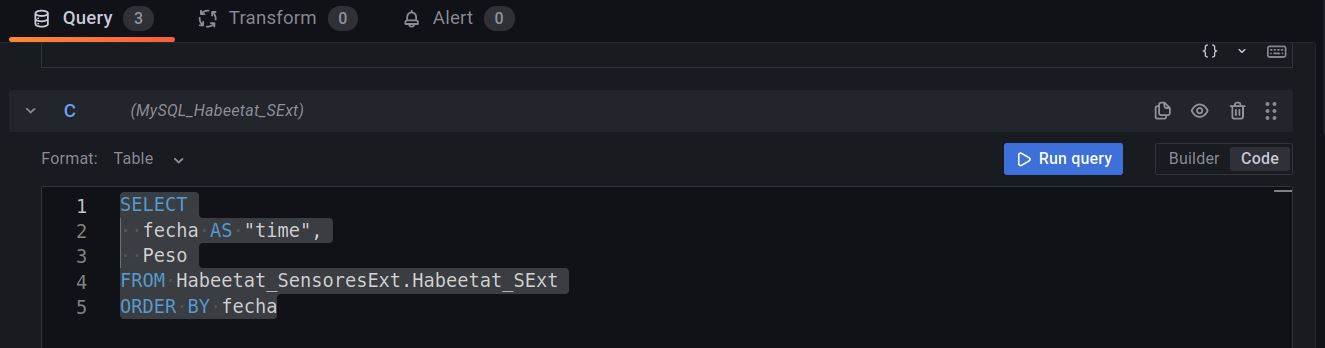 Query 3 Transform 0 Alert 0
{}
C (MySQL_Habeetat_SExt)
Format: Table Run query Builder Code
1 SELECT
2   fecha AS "time",
3   Peso
4 FROM Habeetat_SensoresExt.Habeetat_SExt
5 ORDER BY fecha